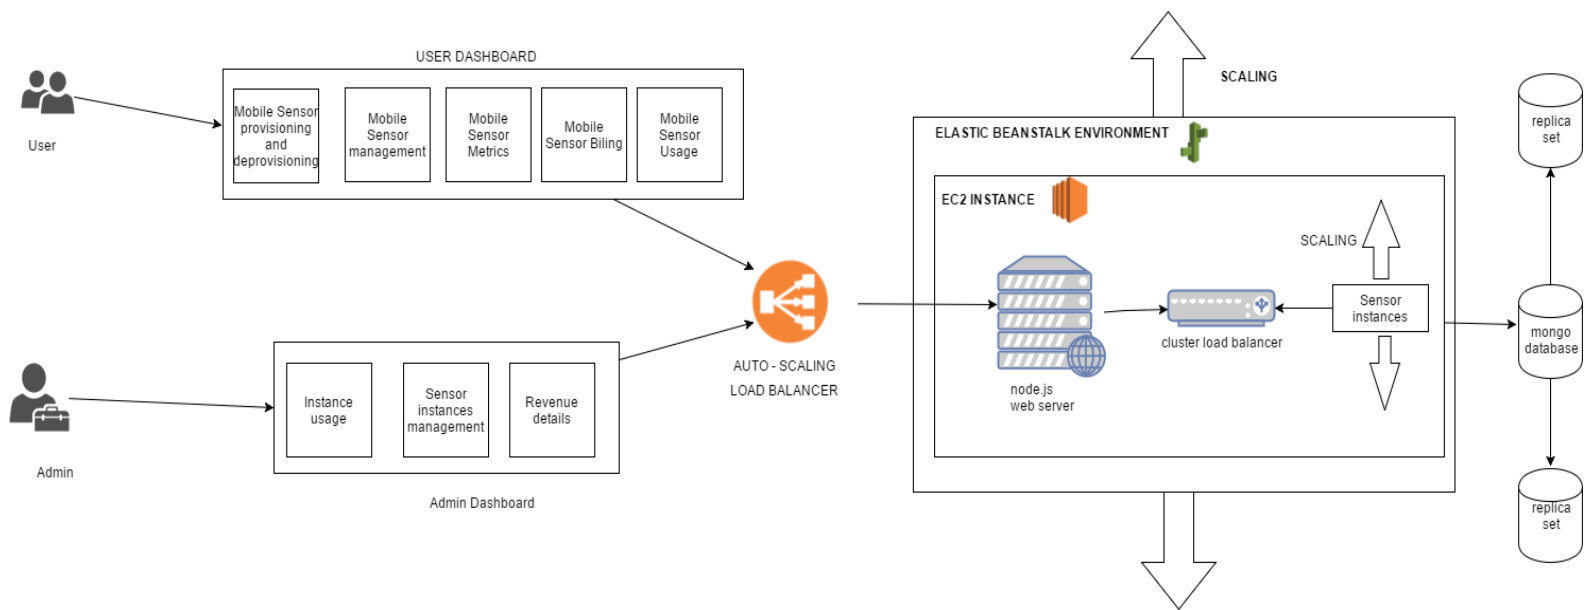 USER DASHBOARD
User
Mobile Sensor
provisioning
and
deprovisioning
Mobile
Sensor
management
Mobile
Sensor
Metrics
Mobile
Sensor Biling
Mobile
Sensor
Usage
Admin
Instance
usage
Sensor
instances
management
Revenue
details
Admin Dashboard
AUTO - SCALING
LOAD BALANCER
SCALING
ELASTIC BEANSTALK ENVIRONMENT
EC2 INSTANCE
node.js
web server
cluster load balancer
SCALING
Sensor
instances
replica
set
mongo
database
replica
set